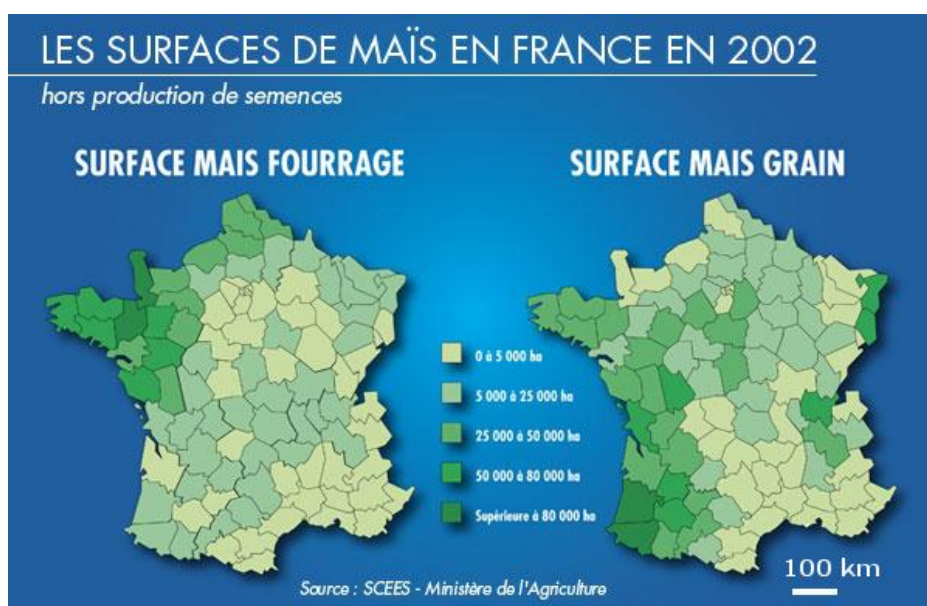 LES SURFACES DE MAÏS EN FRANCE EN 2002
hors production de semences
SURFACE MAIS FOURRAGE
SURFACE MAIS GRAIN
0 à 5 000 ha
5 000 à 25 000 ha
25 000 à 50 000 ha
50 000 à 80 000 ha
Supérieure à 80 000 ha
100 km
Source : SCEES - Ministère de l'Agriculture